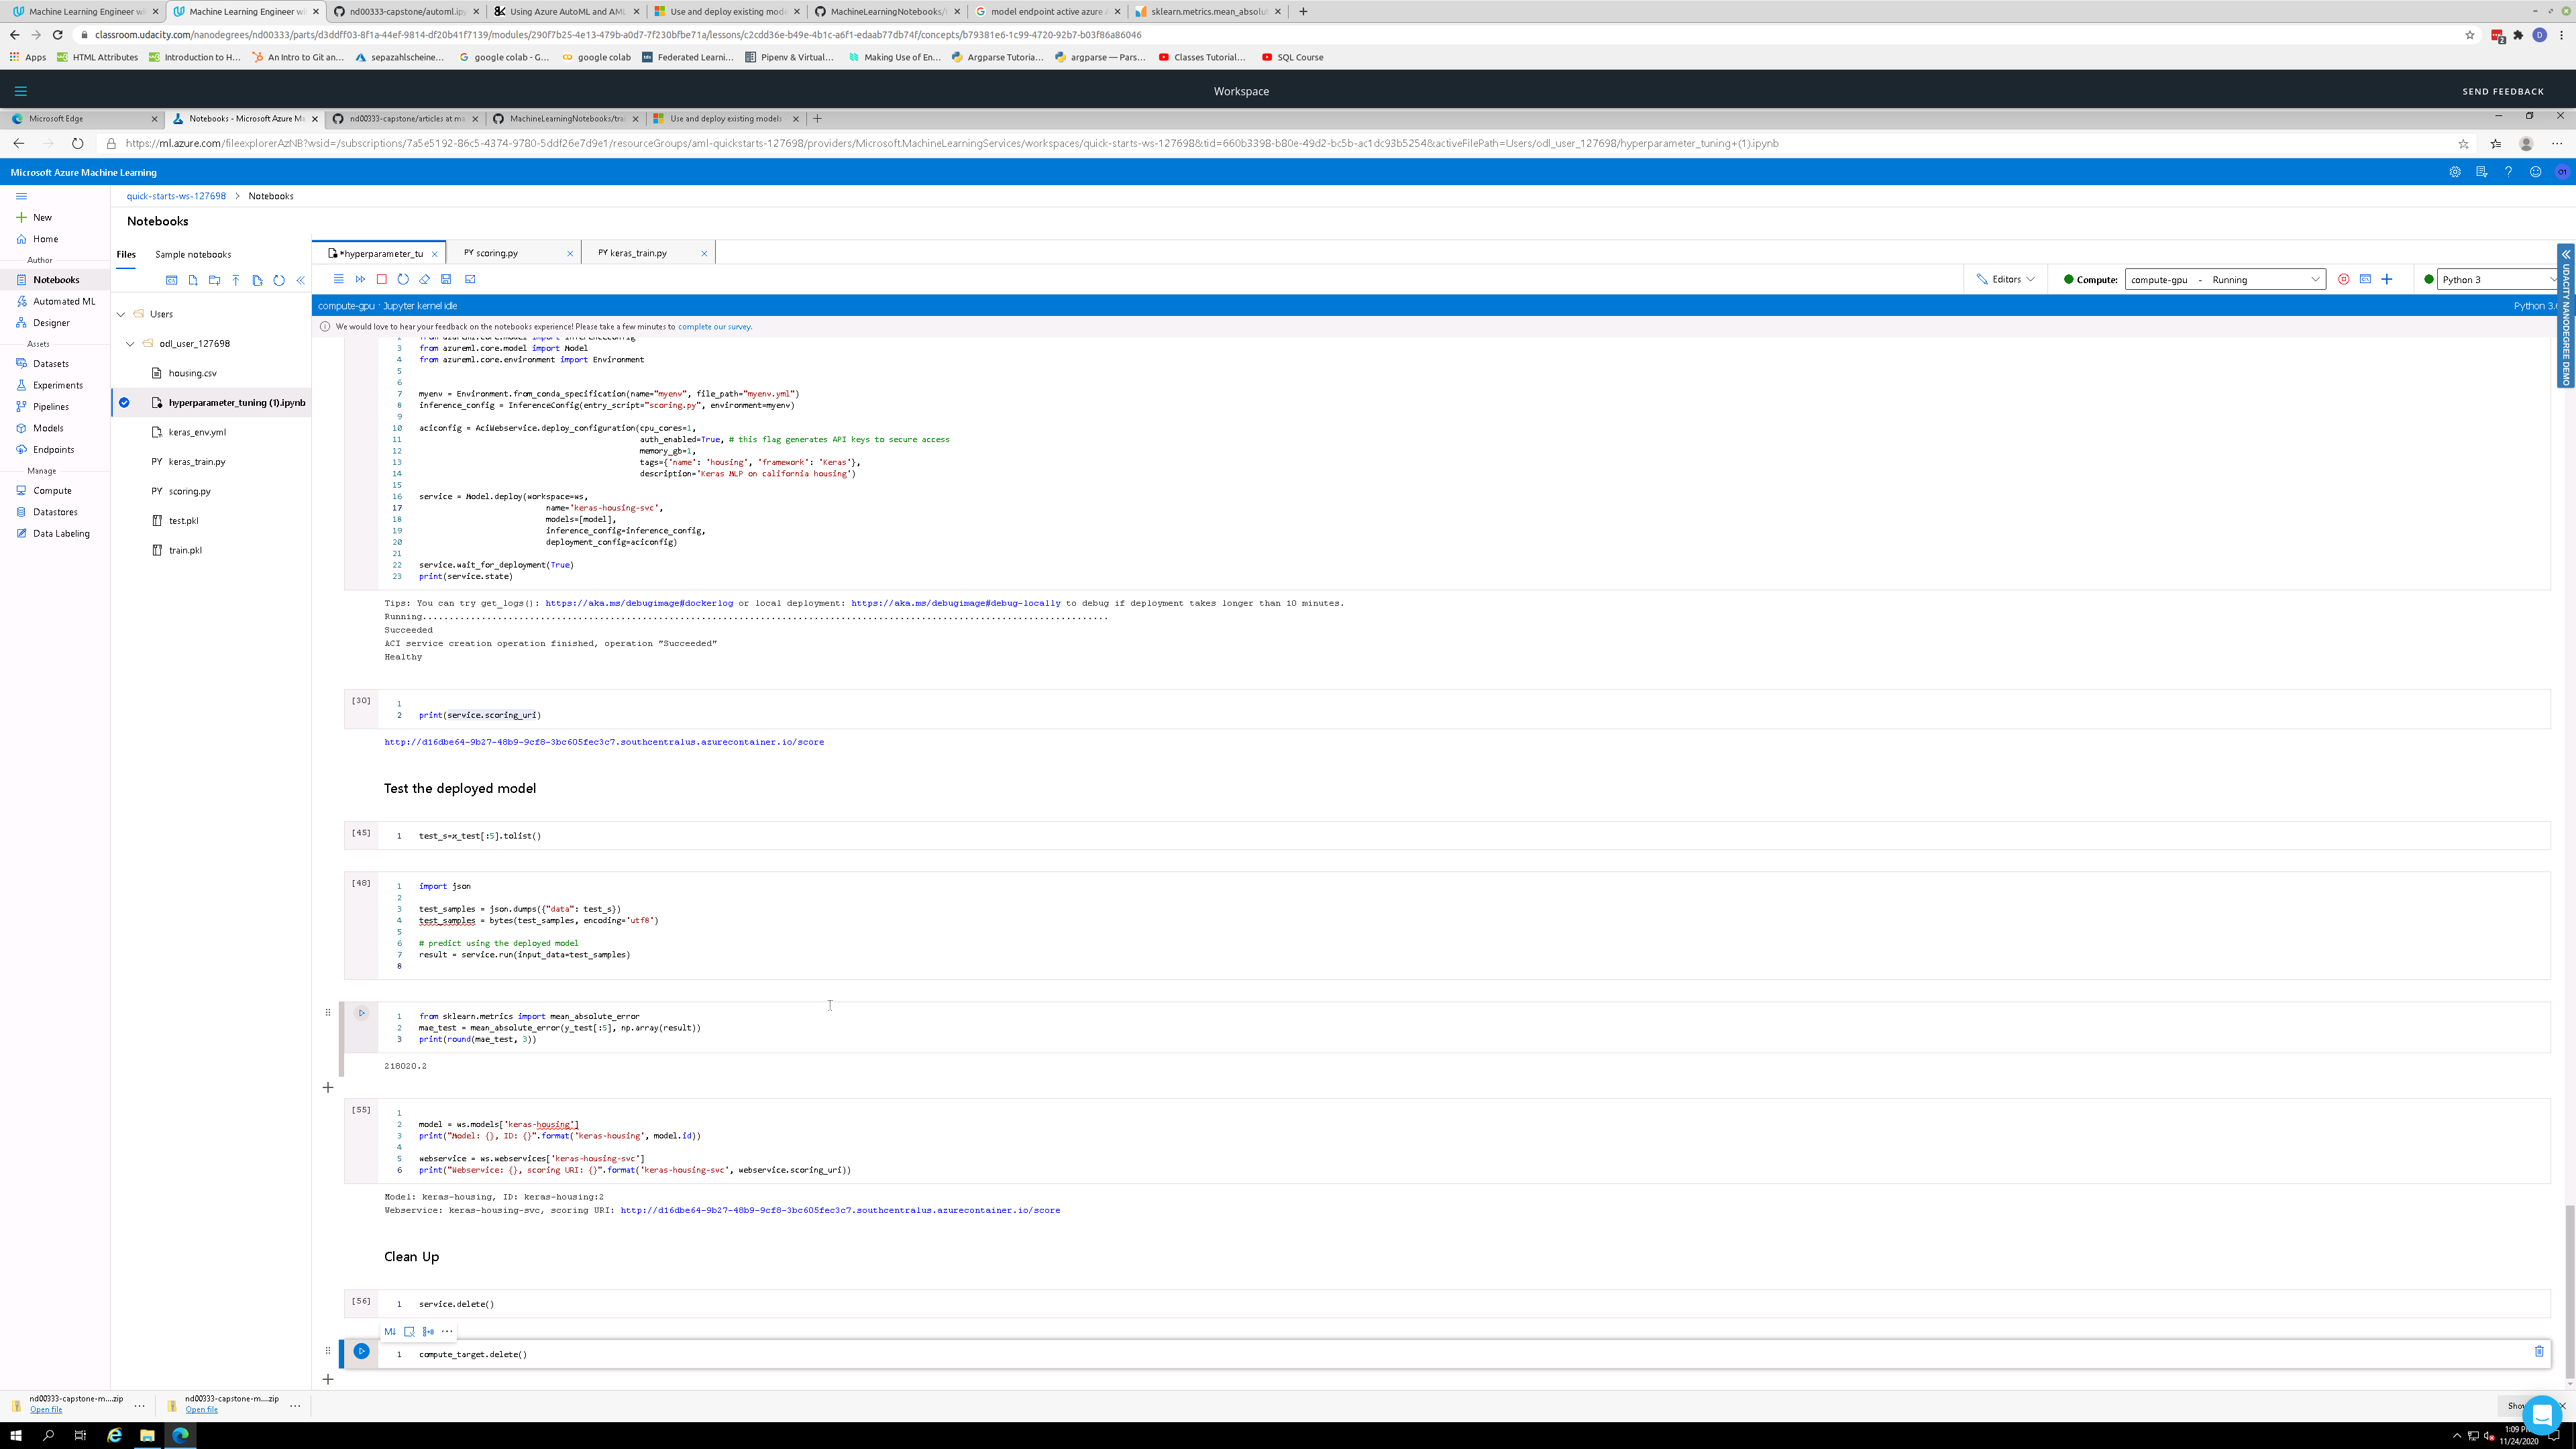 Machine Learning Engineer wi
Machine Learning Engineer wi
nd00333-capstone/automl.ip
Using Azure AutoML and AML
Use and deploy existing mode
MachineLearningNotebooks/
model endpoint active azure
sklearn.metrics.mean_absolut
classroom.udacity.com/nanodegrees/nd00333/parts/d3ddff03-8f1a-44ef-9814-df20b41f7139/modules/290f7b25-4e13-479b-a0d7-7f230bfbe71a/lessons/c2cdd36e-b49e-4b1c-a6f1-edaab77db74f/concepts/b79381e6-1c99-4720-92b7-b03f86a86046
Apps
HTML Attributes
Introduction to H...
An Intro to Git an...
sepazahlscheine...
google colab - G...
google colab
Federated Learni...
Pipenv & Virtual...
Making Use of En...
Argparse Tutoria...
argparse — Pars...
Classes Tutorial...
SQL Course
Workspace
SEND FEEDBACK
Microsoft Edge
Notebooks - Microsoft Azure Ma
nd00333-capstone/articles at ma
MachineLearningNotebooks/trai
Use and deploy existing models
https://ml.azure.com/fileexplorerAzNB?wsid=/subscriptions/7a5e5192-86c5-4374-9780-5ddf26e7d9e1/resourceGroups/aml-quickstarts-127698/providers/Microsoft.MachineLearningServices/workspaces/quick-starts-ws-127698&tid=660b3398-b80e-49d2-bc5b-ac1dc93b5254&activeFilePath=Users/odl_user_127698/hyperparameter_tuning+(1).ipynb
Microsoft Azure Machine Learning
quick-starts-ws-127698 > Notebooks
Notebooks
New
Home
Author
Notebooks
Automated ML
Designer
Assets
Datasets
Experiments
Pipelines
Models
Endpoints
Manage
Compute
Datastores
Data Labeling
Files
Sample notebooks
Users
odl_user_127698
housing.csv
hyperparameter_tuning (1).ipynb
keras_env.yml
PY keras_train.py
PY scoring.py
test.pkl
train.pkl
*hyperparameter_tu
PY scoring.py
PY keras_train.py
Editors
Compute: compute-gpu - Running
Python 3
UDACITY NANODEGREE DEMO
compute-gpu · Jupyter kernel idle
Python 3.
We would love to hear your feedback on the notebooks experience! Please take a few minutes to complete our survey.
2 from azureml.core.model import InferenceConfig
3 from azureml.core.model import Model
4 from azureml.core.environment import Environment
5
6
7 myenv = Environment.from_conda_specification(name="myenv", file_path="myenv.yml")
8 inference_config = InferenceConfig(entry_script="scoring.py", environment=myenv)
9
10 aciconfig = AciWebservice.deploy_configuration(cpu_cores=1,
11 auth_enabled=True, # this flag generates API keys to secure access
12 memory_gb=1,
13 tags={'name': 'housing', 'framework': 'Keras'},
14 description='Keras MLP on california housing')
15
16 service = Model.deploy(workspace=ws,
17 name='keras-housing-svc',
18 models=[model],
19 inference_config=inference_config,
20 deployment_config=aciconfig)
21
22 service.wait_for_deployment(True)
23 print(service.state)
Tips: You can try get_logs(): https://aka.ms/debugimage#dockerlog or local deployment: https://aka.ms/debugimage#debug-locally to debug if deployment takes longer than 10 minutes.
Running................................................................................................................................
Succeeded
ACI service creation operation finished, operation "Succeeded"
Healthy
[30]
1
2 print(service.scoring_uri)
http://d16dbe64-9b27-48b9-9cf8-3bc605fec3c7.southcentralus.azurecontainer.io/score
Test the deployed model
[45]
1 test_s=x_test[:5].tolist()
[48]
1 import json
2
3 test_samples = json.dumps({"data": test_s})
4 test_samples = bytes(test_samples, encoding='utf8')
5
6 # predict using the deployed model
7 result = service.run(input_data=test_samples)
8
1 from sklearn.metrics import mean_absolute_error
2 mae_test = mean_absolute_error(y_test[:5], np.array(result))
3 print(round(mae_test, 3))
218020.2
[55]
1
2 model = ws.models['keras-housing']
3 print("Model: {}, ID: {}".format('keras-housing', model.id))
4
5 webservice = ws.webservices['keras-housing-svc']
6 print("Webservice: {}, scoring URI: {}".format('keras-housing-svc', webservice.scoring_uri))
Model: keras-housing, ID: keras-housing:2
Webservice: keras-housing-svc, scoring URI: http://d16dbe64-9b27-48b9-9cf8-3bc605fec3c7.southcentralus.azurecontainer.io/score
Clean Up
[56]
1 service.delete()
M↓
1 compute_target.delete()
nd00333-capstone-m....zip
Open file
nd00333-capstone-m....zip
Open file
Sho
1:09 P
11/24/2020